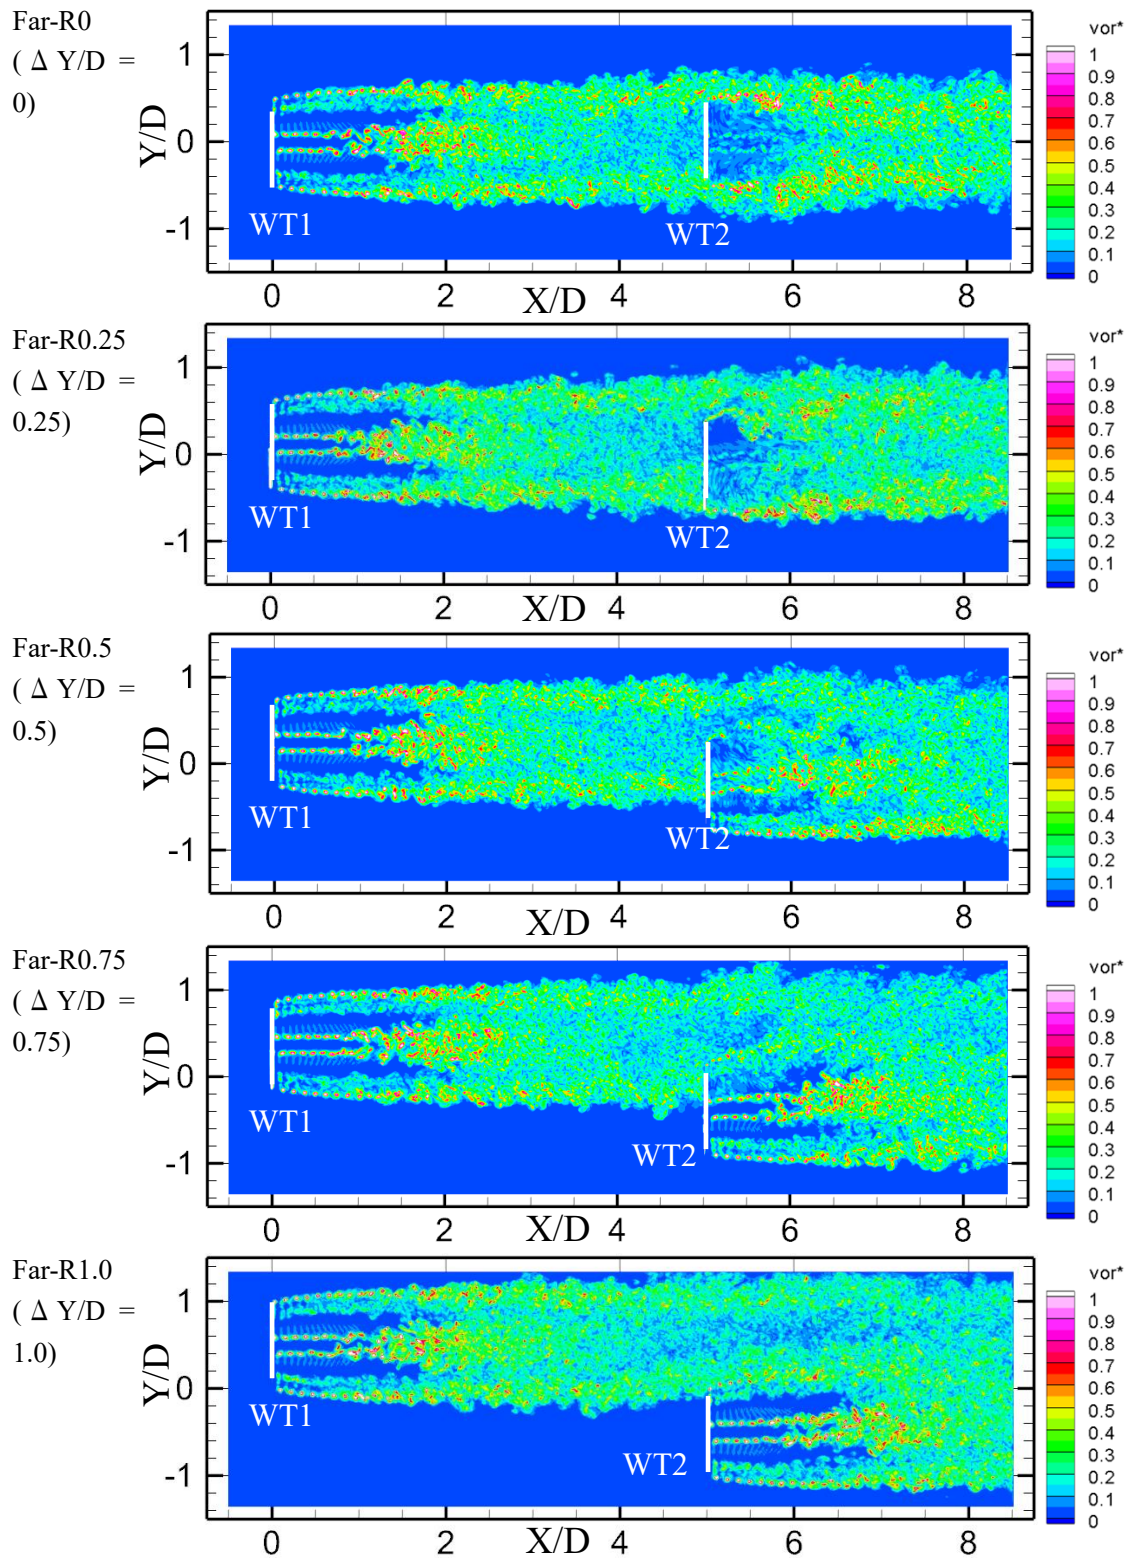 Far-R0
( Δ Y/D =
0)
Y/D
1
0
-1
WT1
WT2
0
2
X/D
4
6
8
vor*
1
0.9
0.8
0.7
0.6
0.5
0.4
0.3
0.2
0.1
0
Far-R0.25
( Δ Y/D =
0.25)
Y/D
1
0
-1
WT1
WT2
0
2
X/D
4
6
8
vor*
1
0.9
0.8
0.7
0.6
0.5
0.4
0.3
0.2
0.1
0
Far-R0.5
( Δ Y/D =
0.5)
Y/D
1
0
-1
WT1
WT2
0
2
X/D
4
6
8
vor*
1
0.9
0.8
0.7
0.6
0.5
0.4
0.3
0.2
0.1
0
Far-R0.75
( Δ Y/D =
0.75)
Y/D
1
0
-1
WT1
WT2
0
2
X/D
4
6
8
vor*
1
0.9
0.8
0.7
0.6
0.5
0.4
0.3
0.2
0.1
0
Far-R1.0
( Δ Y/D =
1.0)
Y/D
1
0
-1
WT1
WT2
0
2
X/D
4
6
8
vor*
1
0.9
0.8
0.7
0.6
0.5
0.4
0.3
0.2
0.1
0